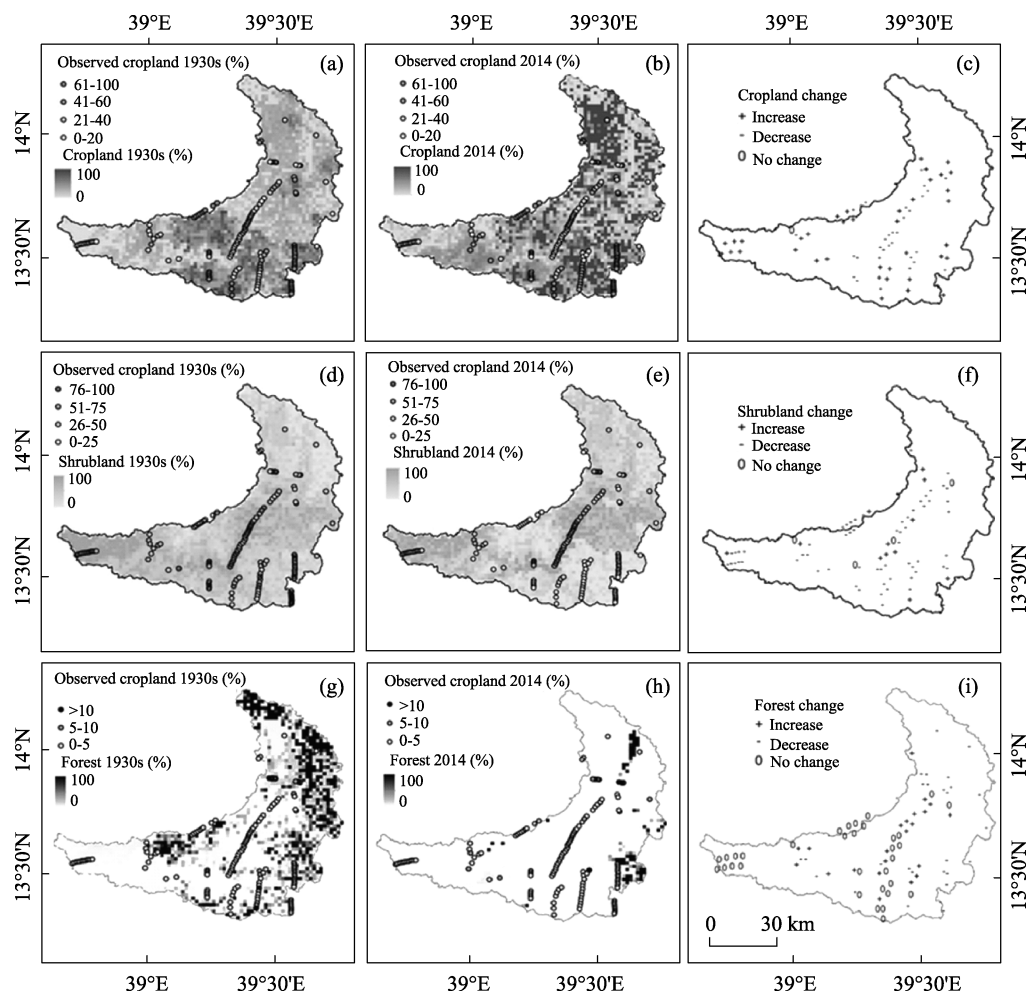 39°E 39°30'E 39°E 39°30'E 39°E 39°30'E
14°N
13°30'N
Observed cropland 1930s (%)
(a)
61-100
41-60
21-40
0-20
Cropland 1930s (%)
100
0
Observed cropland 2014 (%)
(b)
61-100
41-60
21-40
0-20
Cropland 2014 (%)
100
0
(c)
Cropland change
Increase
Decrease
No change
14°N
13°30'N
14°N
13°30'N
Observed cropland 1930s (%)
(d)
76-100
51-75
26-50
0-25
Shrubland 1930s (%)
100
0
Observed cropland 2014 (%)
(e)
76-100
51-75
26-50
0-25
Shrubland 2014 (%)
100
0
(f)
Shrubland change
Increase
Decrease
No change
14°N
13°30'N
14°N
13°30'N
Observed cropland 1930s (%)
(g)
>10
5-10
0-5
Forest 1930s (%)
100
0
Observed cropland 2014 (%)
(h)
>10
5-10
0-5
Forest 2014 (%)
100
0
(i)
Forest change
Increase
Decrease
No change
0 30 km
14°N
13°30'N
39°E 39°30'E 39°E 39°30'E 39°E 39°30'E